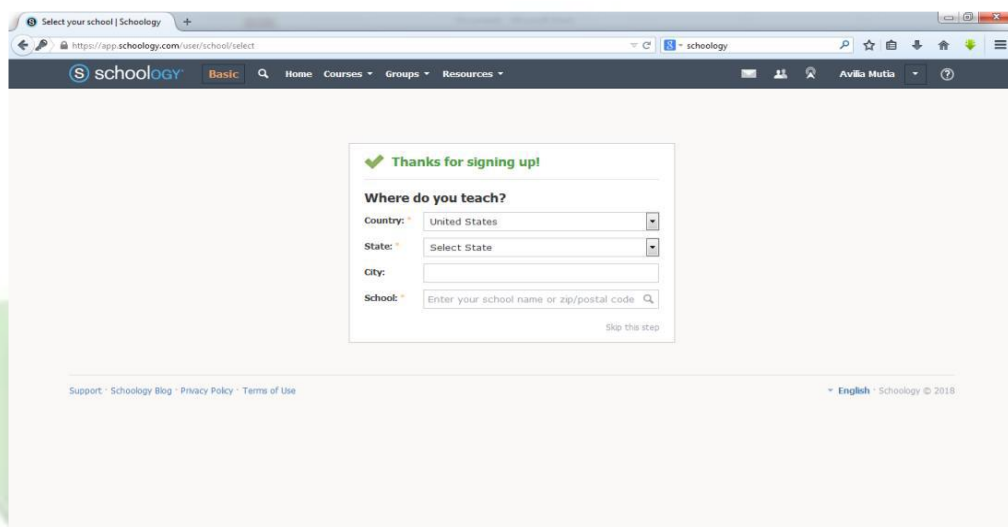 Select your school | Schoology
https://app.schoology.com/user/school/select
schoology
S schoology Basic Home Courses Groups Resources Avilia Mutia
Thanks for signing up!
Where do you teach?
Country: * United States
State: * Select State
City:
School: * Enter your school name or zip/postal code
Skip this step
Support · Schoology Blog · Privacy Policy · Terms of Use English · Schoology © 2018